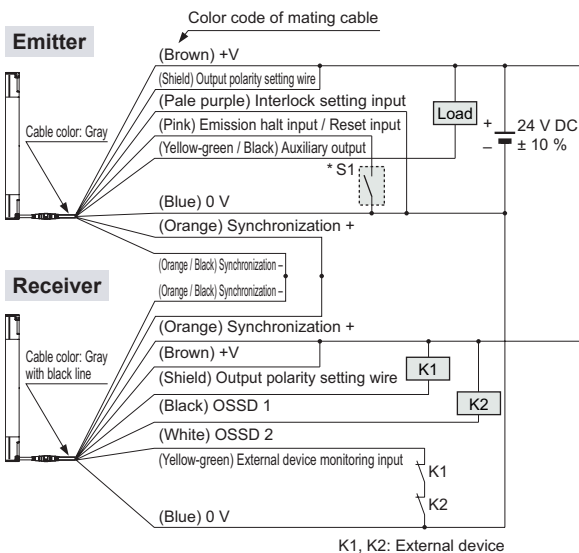 Color code of mating cable
Emitter
(Brown) +V
(Shield) Output polarity setting wire
(Pale purple) Interlock setting input
(Pink) Emission halt input / Reset input
(Yellow-green / Black) Auxiliary output
Cable color: Gray
Load
+
–
24 V DC
± 10 %
* S1
(Blue) 0 V
(Orange) Synchronization +
(Orange / Black) Synchronization –
(Orange / Black) Synchronization –
Receiver
(Orange) Synchronization +
(Brown) +V
(Shield) Output polarity setting wire
Cable color: Gray
with black line
K1
K2
(Black) OSSD 1
(White) OSSD 2
(Yellow-green) External device monitoring input
K1
K2
(Blue) 0 V
K1, K2: External device